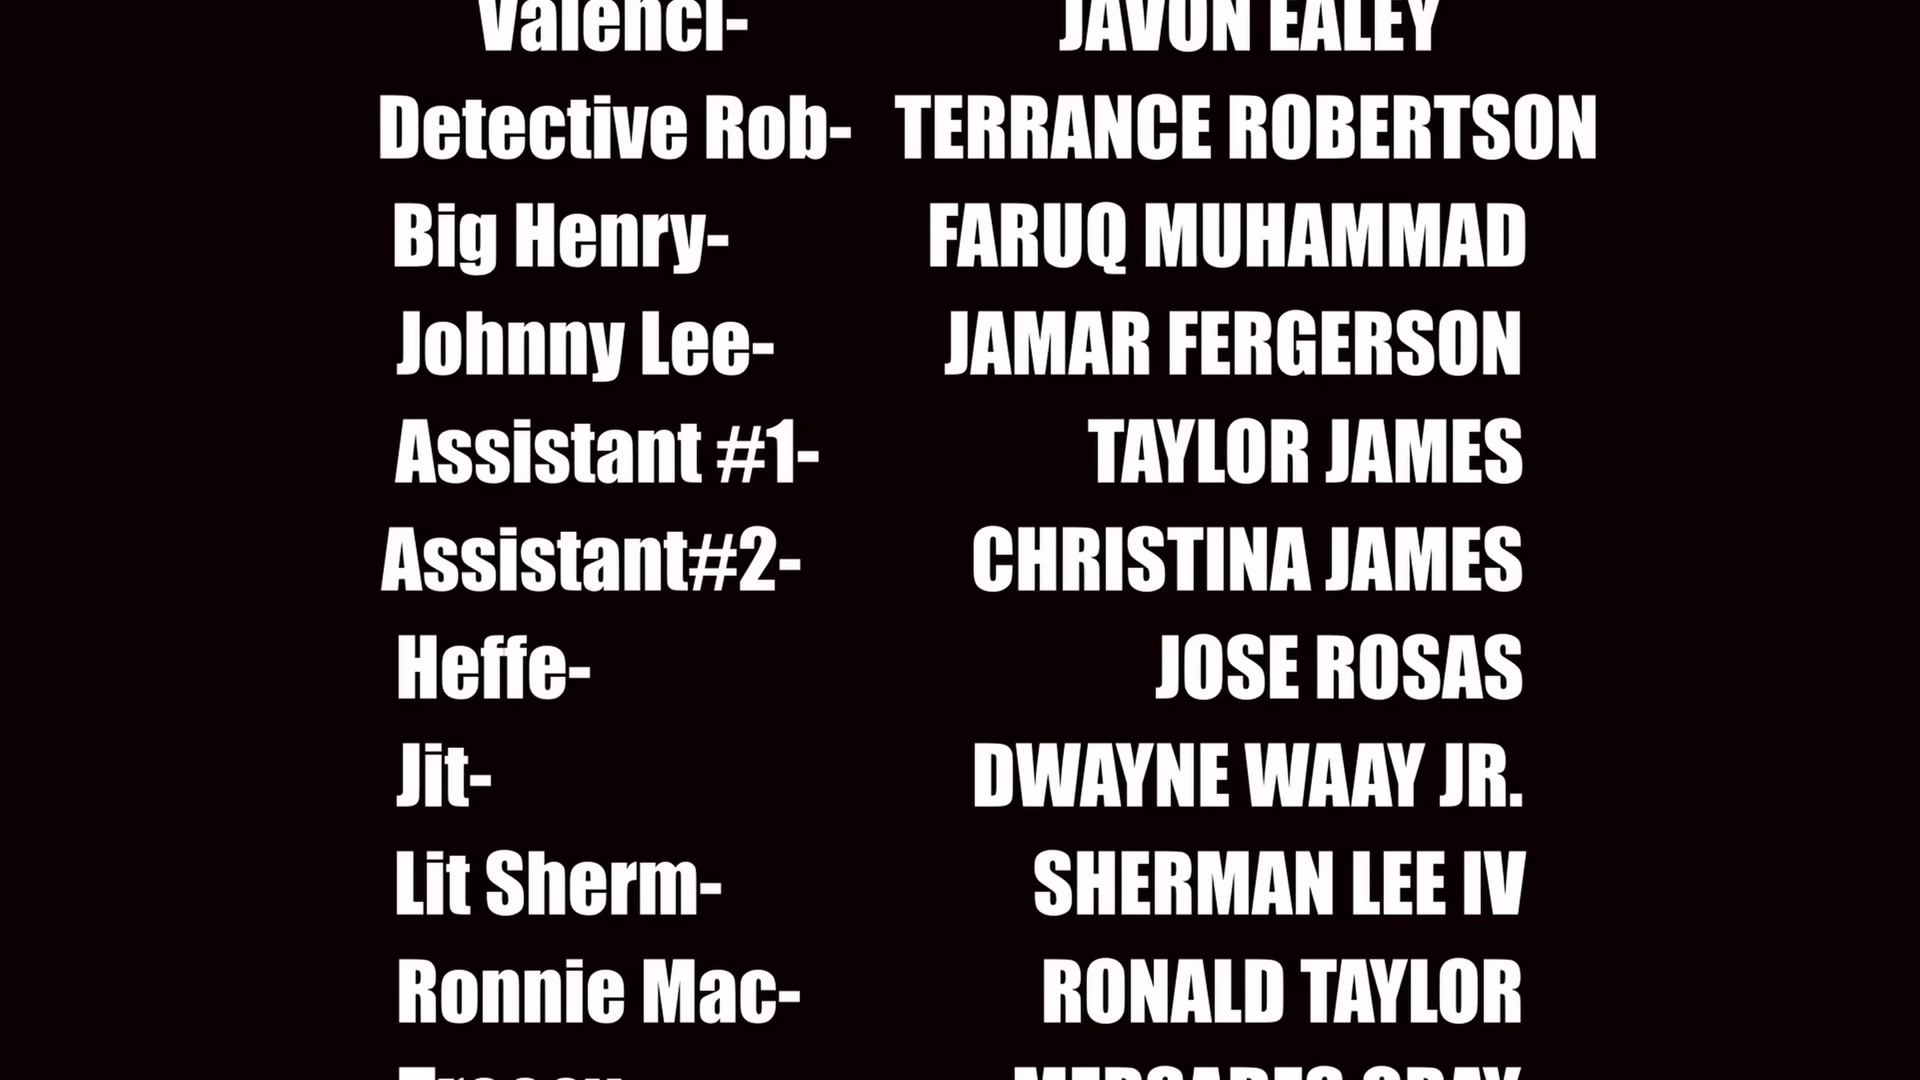 Valenci- JAVON EALEY
Detective Rob- TERRANCE ROBERTSON
Big Henry- FARUQ MUHAMMAD
Johnny Lee- JAMAR FERGERSON
Assistant #1- TAYLOR JAMES
Assistant#2- CHRISTINA JAMES
Heffe- JOSE ROSAS
Jit- DWAYNE WAAY JR.
Lit Sherm- SHERMAN LEE IV
Ronnie Mac- RONALD TAYLOR